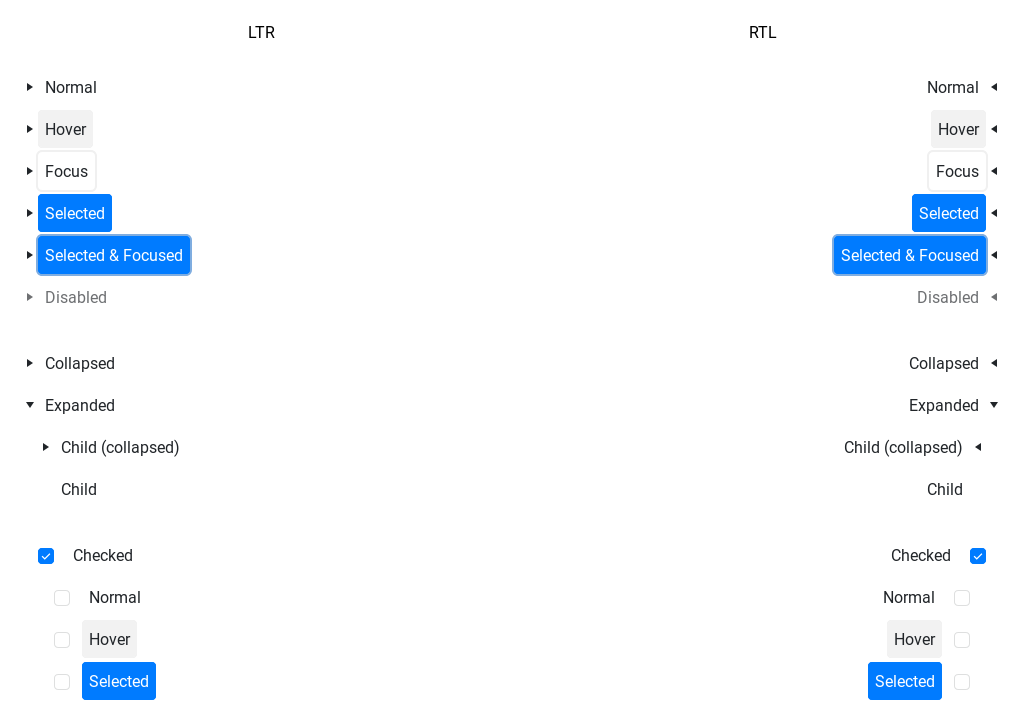 LTR
Normal
Hover
Focus
Selected
Selected & Focused
Disabled
Collapsed
Expanded
Child (collapsed)
Child
Checked
Normal
Hover
Selected
RTL
Normal
Hover
Focus
Selected
Selected & Focused
Disabled
Collapsed
Expanded
Child (collapsed)
Child
Checked
Normal
Hover
Selected